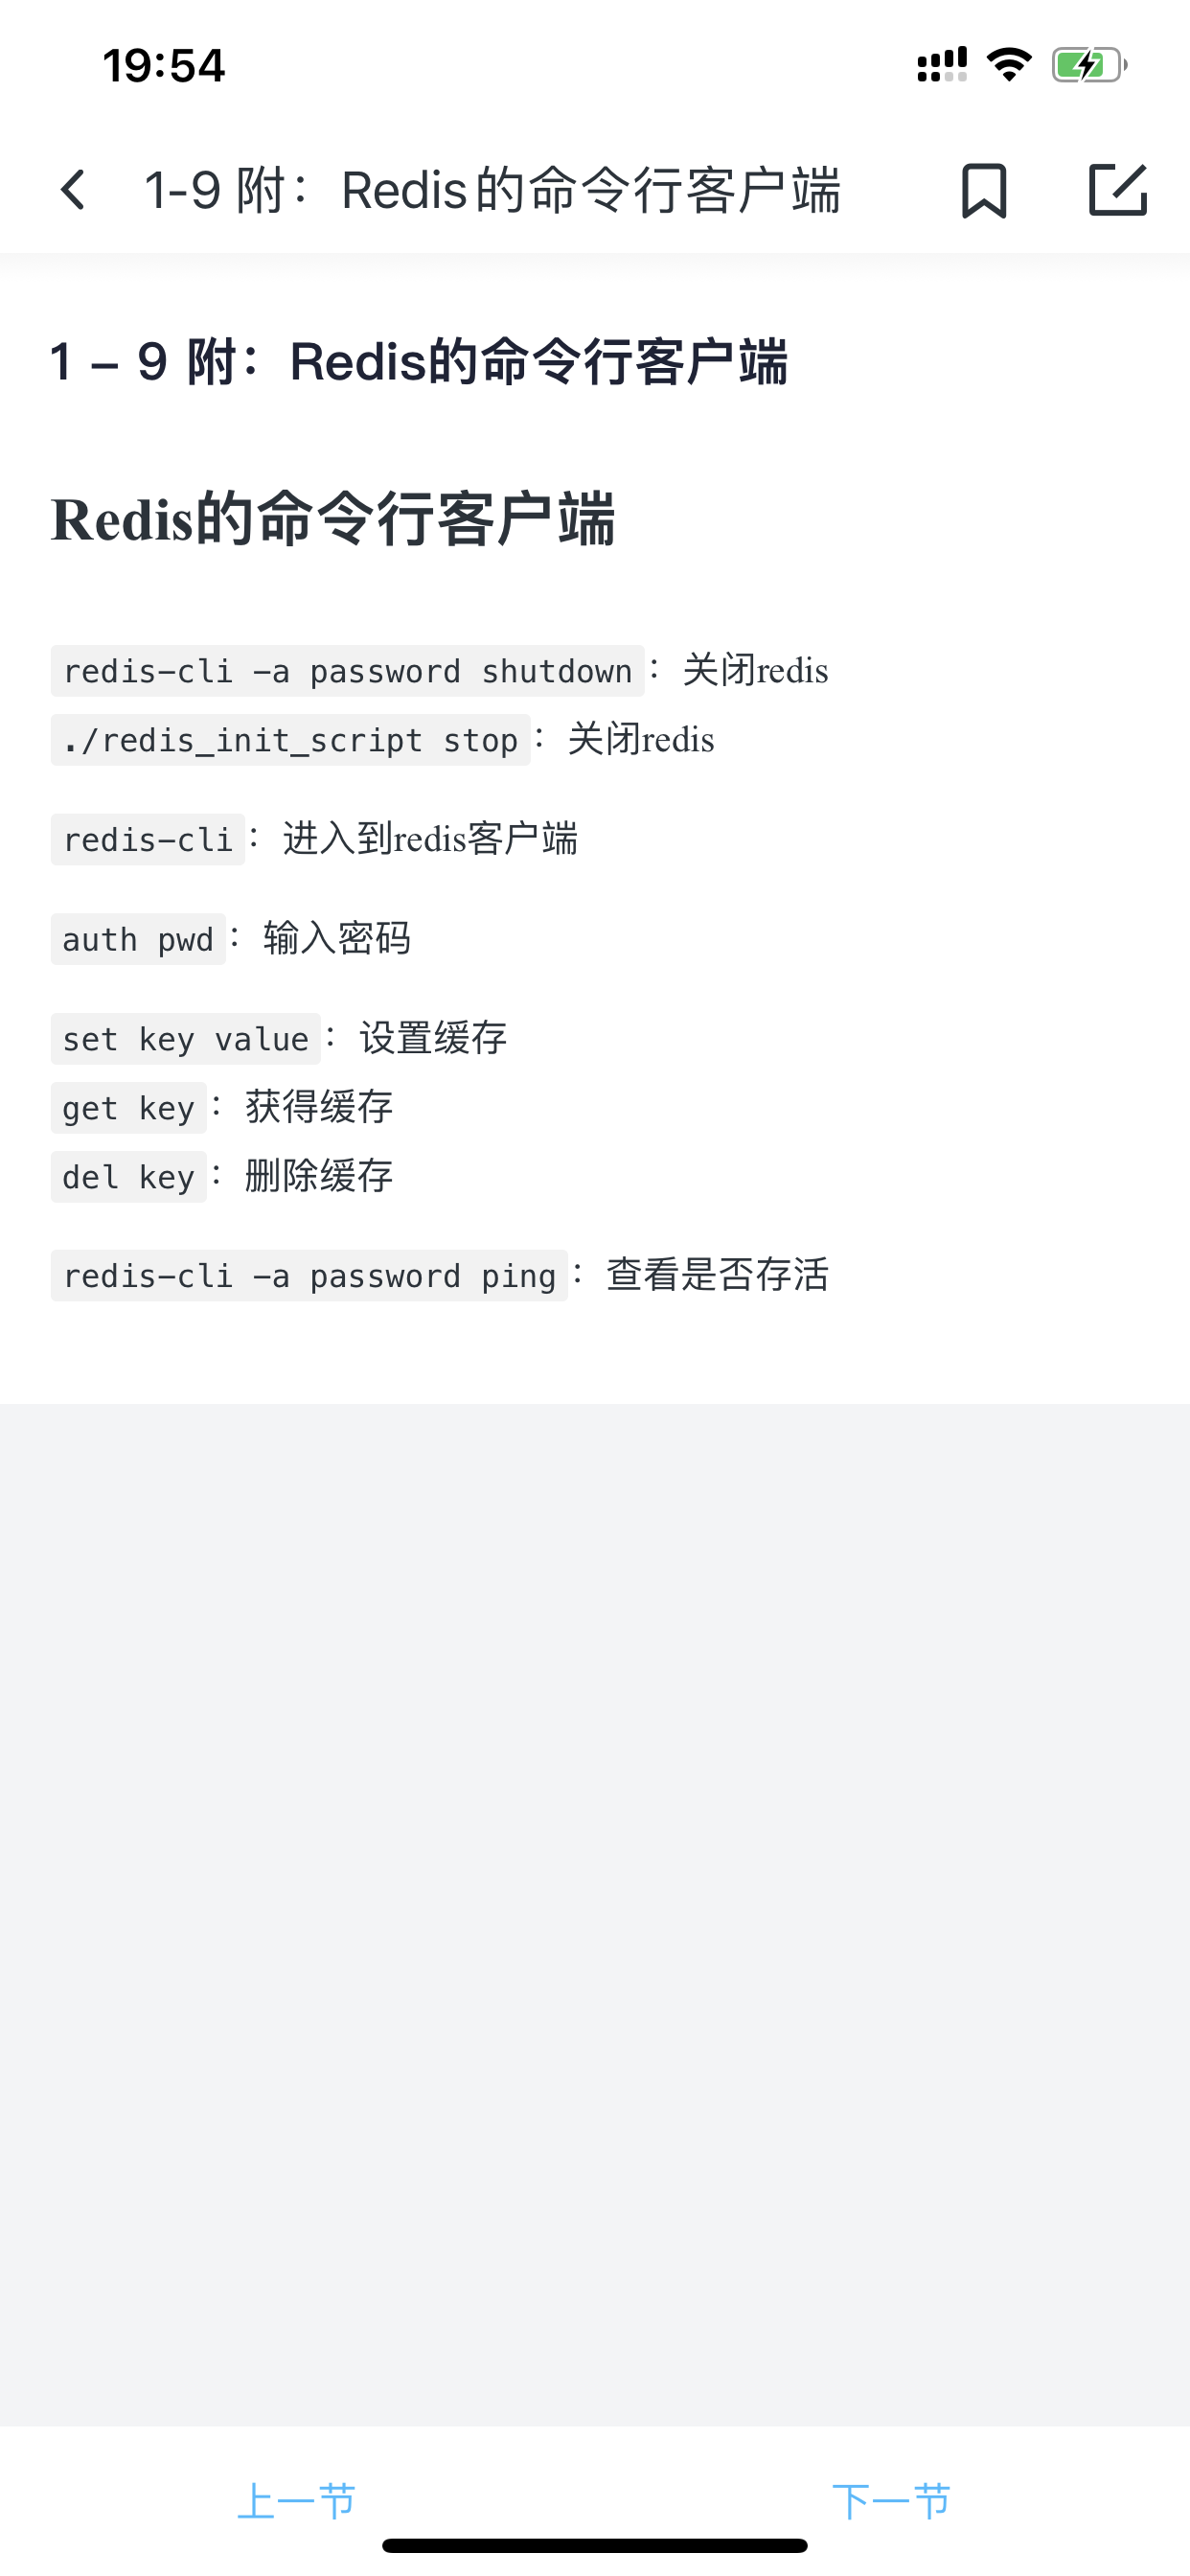 19:54
1-9 附：Redis的命令行客户端
1 – 9 附：Redis的命令行客户端
Redis的命令行客户端
redis-cli -a password shutdown：关闭redis
./redis_init_script stop：关闭redis
redis-cli：进入到redis客户端
auth pwd：输入密码
set key value：设置缓存
get key：获得缓存
del key：删除缓存
redis-cli -a password ping：查看是否存活
上一节 下一节